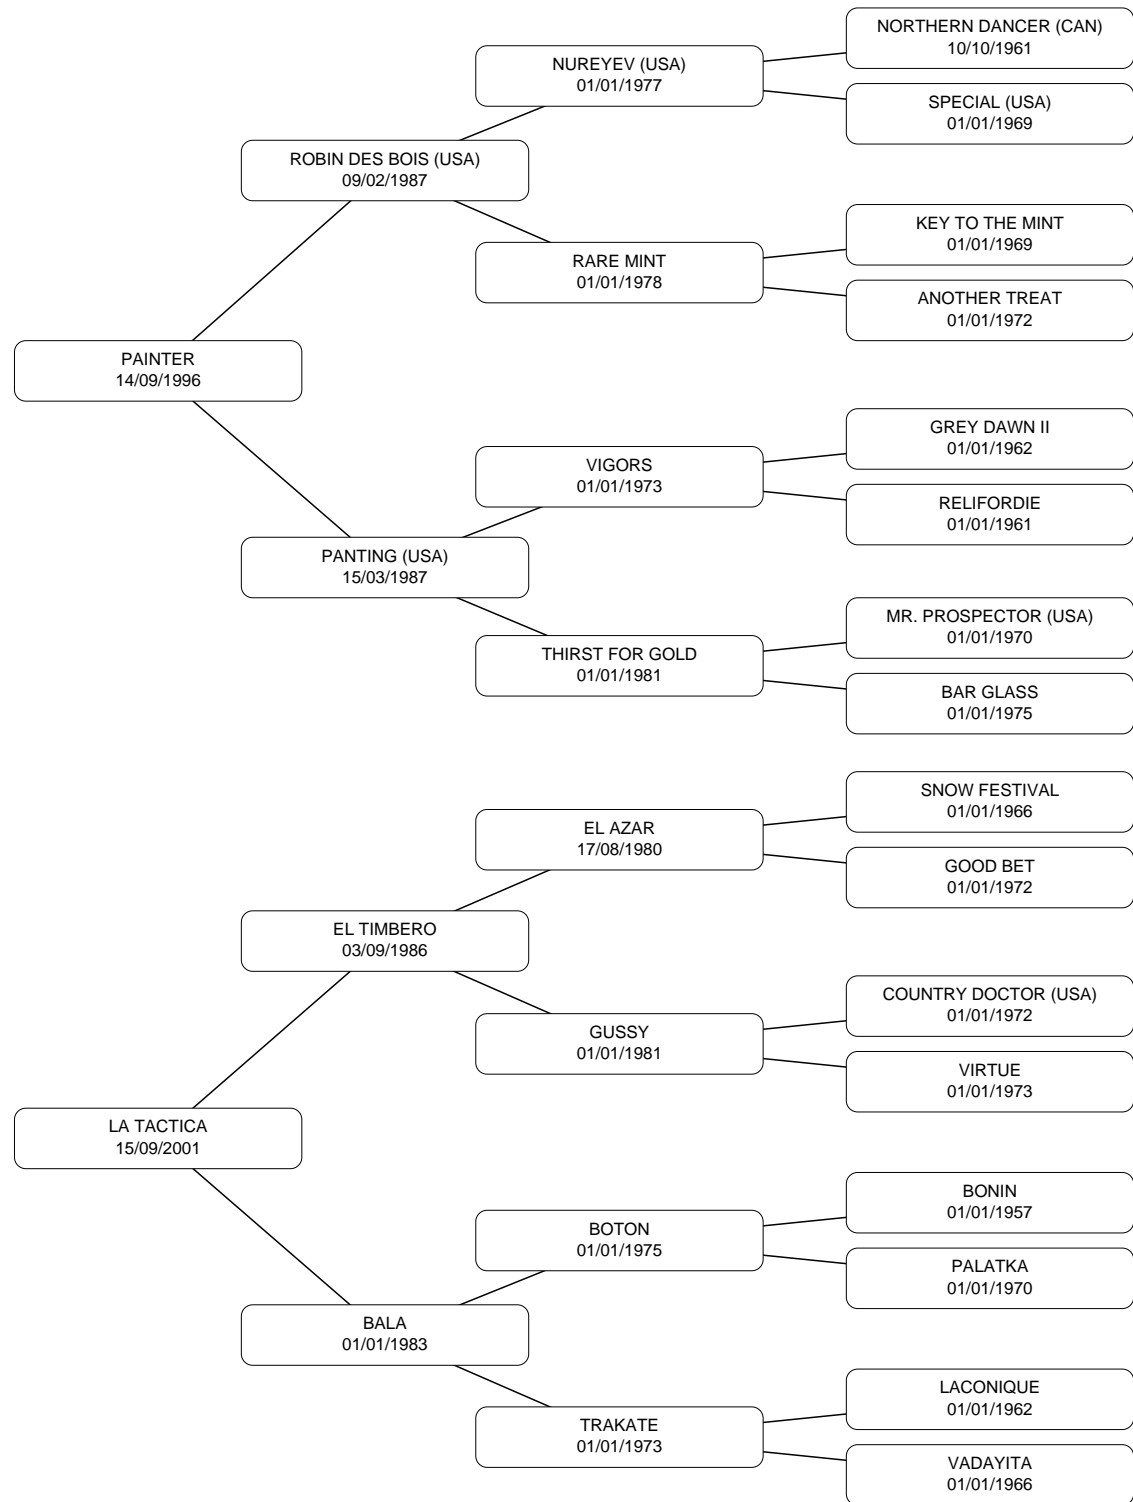 NORTHERN DANCER (CAN)
10/10/1961
NUREYEV (USA)
01/01/1977
SPECIAL (USA)
01/01/1969
ROBIN DES BOIS (USA)
09/02/1987
KEY TO THE MINT
01/01/1969
RARE MINT
01/01/1978
ANOTHER TREAT
01/01/1972
PAINTER
14/09/1996
GREY DAWN II
01/01/1962
VIGORS
01/01/1973
RELIFORDIE
01/01/1961
PANTING (USA)
15/03/1987
MR. PROSPECTOR (USA)
01/01/1970
THIRST FOR GOLD
01/01/1981
BAR GLASS
01/01/1975
SNOW FESTIVAL
01/01/1966
EL AZAR
17/08/1980
GOOD BET
01/01/1972
EL TIMBERO
03/09/1986
COUNTRY DOCTOR (USA)
01/01/1972
GUSSY
01/01/1981
VIRTUE
01/01/1973
LA TACTICA
15/09/2001
BONIN
01/01/1957
BOTON
01/01/1975
PALATKA
01/01/1970
BALA
01/01/1983
LACONIQUE
01/01/1962
TRAKATE
01/01/1973
VADAYITA
01/01/1966